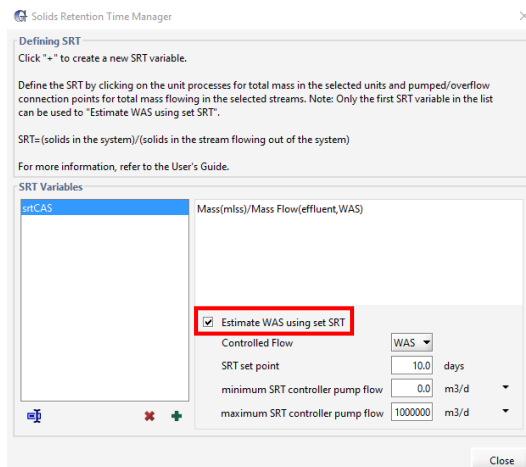 Solids Retention Time Manager
Defining SRT
Click "+" to create a new SRT variable.
Define the SRT by clicking on the unit processes for total mass in the selected units and pumped/overflow
connection points for total mass flowing in the selected streams. Note: Only the first SRT variable in the list
can be used to "Estimate WAS using set SRT".
SRT=(solids in the system)/(solids in the stream flowing out of the system)
For more information, refer to the User's Guide.
SRT Variables
srtCAS
Mass(mlss)/Mass Flow(effluent,WAS)
Estimate WAS using set SRT
Controlled Flow WAS
SRT set point 10.0 days
minimum SRT controller pump flow 0.0 m3/d
maximum SRT controller pump flow 1000000 m3/d
Close